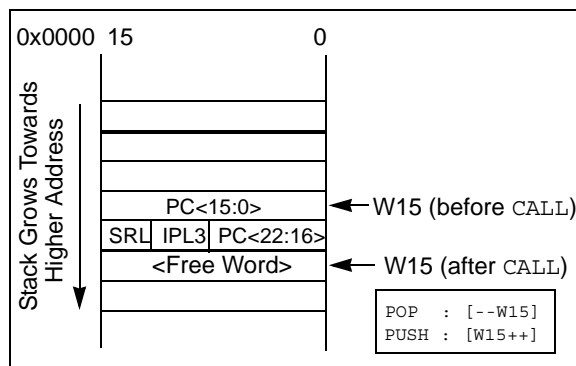 0x0000 15 0
Stack Grows Towards
Higher Address
PC<15:0>
W15 (before CALL)
SRL IPL3 PC<22:16>
<Free Word>
W15 (after CALL)
POP : [--W15]
PUSH : [W15++]